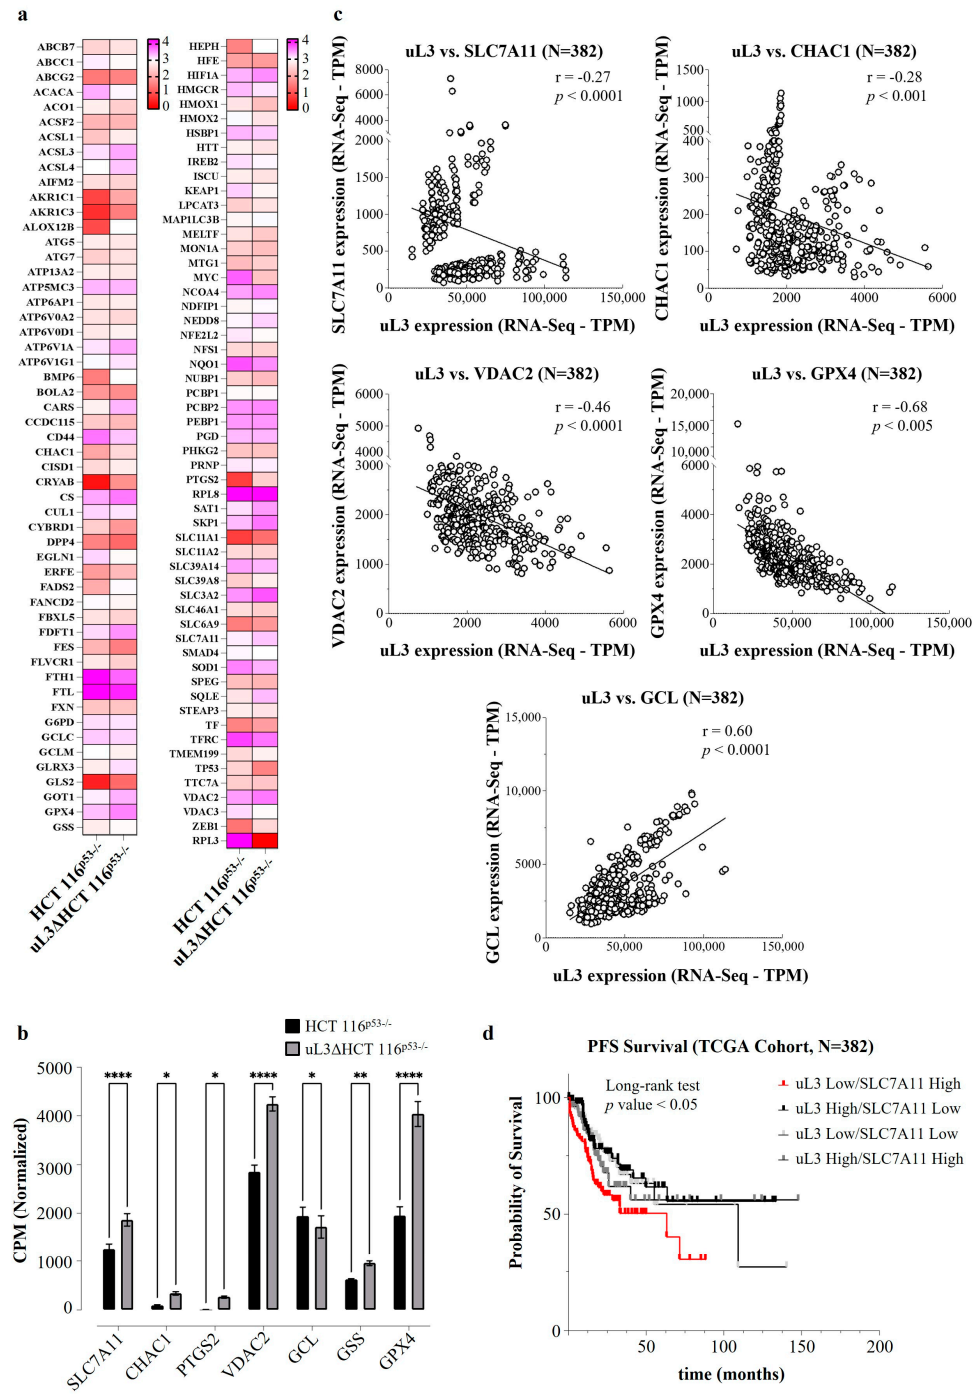 a
ABCB7
ABCC1
ABCG2
ACACA
ACO1
ACSF2
ACSL1
ACSL3
ACSL4
AIFM2
AKR1C1
AKR1C3
ALOX12B
ATG5
ATG7
ATP13A2
ATP5MC3
ATP6AP1
ATP6V0A2
ATP6V0D1
ATP6V1A
ATP6V1G1
BMP6
BOLA2
CARS
CCDC115
CD44
CHAC1
CISD1
CRYAB
CS
CUL1
CYBRD1
DPP4
EGLN1
ERFE
FADS2
FANCD2
FBXL5
FDFT1
FES
FLVCR1
FTH1
FTL
FXN
G6PD
GCLC
GCLM
GLRX3
GLS2
GOT1
GPX4
GSS
HCT 116p53-/-
uL3ΔHCT 116p53-/-
4
3
2
1
0
HEPH
HFE
HIF1A
HMGCR
HMOX1
HMOX2
HSBP1
HTT
IREB2
ISCU
KEAP1
LPCAT3
MAP1LC3B
MELTF
MON1A
MTG1
MYC
NCOA4
NDFIP1
NEDD8
NFE2L2
NFS1
NQO1
NUBP1
PCBP1
PCBP2
PEBP1
PGD
PHKG2
PRNP
PTGS2
RPL8
SAT1
SKP1
SLC11A1
SLC11A2
SLC39A14
SLC39A8
SLC3A2
SLC46A1
SLC6A9
SLC7A11
SMAD4
SOD1
SPEG
SQLE
STEAP3
TF
TFRC
TMEM199
TP53
TTC7A
VDAC2
VDAC3
ZEB1
RPL3
HCT 116p53-/-
uL3ΔHCT 116p53-/-
4
3
2
1
0
c
uL3 vs. SLC7A11 (N=382)
r = -0.27
p < 0.0001
SLC7A11 expression (RNA-Seq - TPM)
8000
6000
4000
2000
1500
1000
500
0
50,000
100,000
150,000
uL3 expression (RNA-Seq - TPM)
uL3 vs. CHAC1 (N=382)
r = -0.28
p < 0.001
CHAC1 expression (RNA-Seq - TPM)
1500
1000
500
400
300
200
100
0
0
2000
4000
6000
uL3 expression (RNA-Seq - TPM)
uL3 vs. VDAC2 (N=382)
r = -0.46
p < 0.0001
VDAC2 expression (RNA-Seq - TPM)
6000
5000
4000
3000
2000
1000
0
0
2000
4000
6000
uL3 expression (RNA-Seq - TPM)
uL3 vs. GPX4 (N=382)
r = -0.68
p < 0.005
GPX4 expression (RNA-Seq - TPM)
20,000
15,000
10,000
6000
4000
2000
0
0
50,000
100,000
150,000
uL3 expression (RNA-Seq - TPM)
uL3 vs. GCL (N=382)
r = 0.60
p < 0.0001
GCL expression (RNA-Seq - TPM)
15,000
10,000
5000
0
0
50,000
100,000
150,000
uL3 expression (RNA-Seq - TPM)
b
HCT 116p53-/-
uL3ΔHCT 116p53-/-
CPM (Normalized)
5000
4000
3000
2000
1000
0
****
*
*
****
*
**
****
SLC7A11
CHAC1
PTGS2
VDAC2
GCL
GSS
GPX4
d
PFS Survival (TCGA Cohort, N=382)
Long-rank test
p value < 0.05
uL3 Low/SLC7A11 High
uL3 High/SLC7A11 Low
uL3 Low/SLC7A11 Low
uL3 High/SLC7A11 High
Probability of Survival
100
50
0
50
100
150
200
time (months)